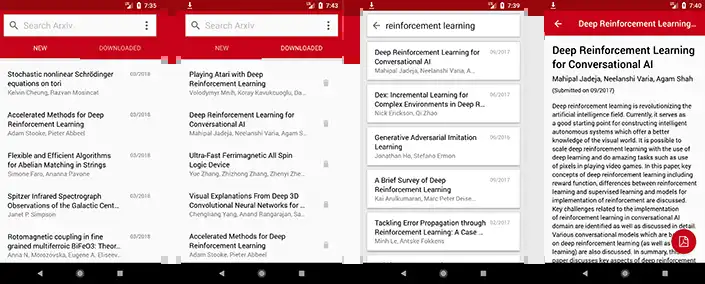 7:35
Search Arxiv
NEW
DOWNLOADED
Stochastic nonlinear Schrödinger
equations on tori
03/2018
Kelvin Cheung, Razvan Mosincat
Accelerated Methods for Deep
Reinforcement Learning
03/2018
Adam Stooke, Pieter Abbeel
Flexible and Efficient Algorithms
for Abelian Matching in Strings
03/2018
Simone Faro, Arianna Pavone
Spitzer Infrared Spectrograph
Observations of the Galactic Cent...
03/2018
Janet P. Simpson
Rotomagnetic coupling in fine
grained multiferroic BiFeO3: Theor...
03/2018
Anna N. Morozovska, Eugene A. Eliseev...
7:43
Search Arxiv
NEW
DOWNLOADED
Playing Atari with Deep
Reinforcement Learning
Volodymyr Mnih, Koray Kavukcuoglu, Da...
Deep Reinforcement Learning for
Conversational AI
Mahipal Jadeja, Neelanshi Varia, Agam S...
Ultra-Fast Ferrimagnetic All Spin
Logic Device
Yue Zhang, Zhizhong Zhang, Zhenyi Zhe...
Visual Explanations From Deep 3D
Convolutional Neural Networks for ...
Chengliang Yang, Anand Rangarajan, Sa...
Accelerated Methods for Deep
Reinforcement Learning
Adam Stooke, Pieter Abbeel
7:39
reinforcement learning
Deep Reinforcement Learning for
Conversational AI
09/2017
Mahipal Jadeja, Neelanshi Varia, A...
Dex: Incremental Learning for
Complex Environments in Deep R...
06/2017
Nick Erickson, Qi Zhao
Generative Adversarial Imitation
Learning
06/2016
Jonathan Ho, Stefano Ermon
A Brief Survey of Deep
Reinforcement Learning
Kai Arulkumaran, Marc Peter Deise...
Tackling Error Propagation through
Reinforcement Learning: A Case ...
02/2017
Minh Le, Antske Fokkens
7:40
Deep Reinforcement Learning...
Deep Reinforcement Learning
for Conversational AI
Mahipal Jadeja, Neelanshi Varia, Agam Shah
(Submitted on 09/2017)
Deep reinforcement learning is revolutionizing the
artificial intelligence field. Currently, it serves as
a good starting point for constructing intelligent
autonomous systems which offer a better
knowledge of the visual world. It is possible to
scale deep reinforcement learning with the use of
deep learning and do amazing tasks such as use
of pixels in playing video games. In this paper, key
concepts of deep reinforcement learning including
reward function, differences between reinforcement
learning and supervised learning and models for
implementation of reinforcement are discussed.
Key challenges related to the implementation
of reinforcement learning in conversational AI
domain are identified as well as discussed in detail.
Various conversational models which are b
on deep reinforcement learning (as well as
learning) are also discussed. In summary, th
paper discusses key aspects of deep reinforcement